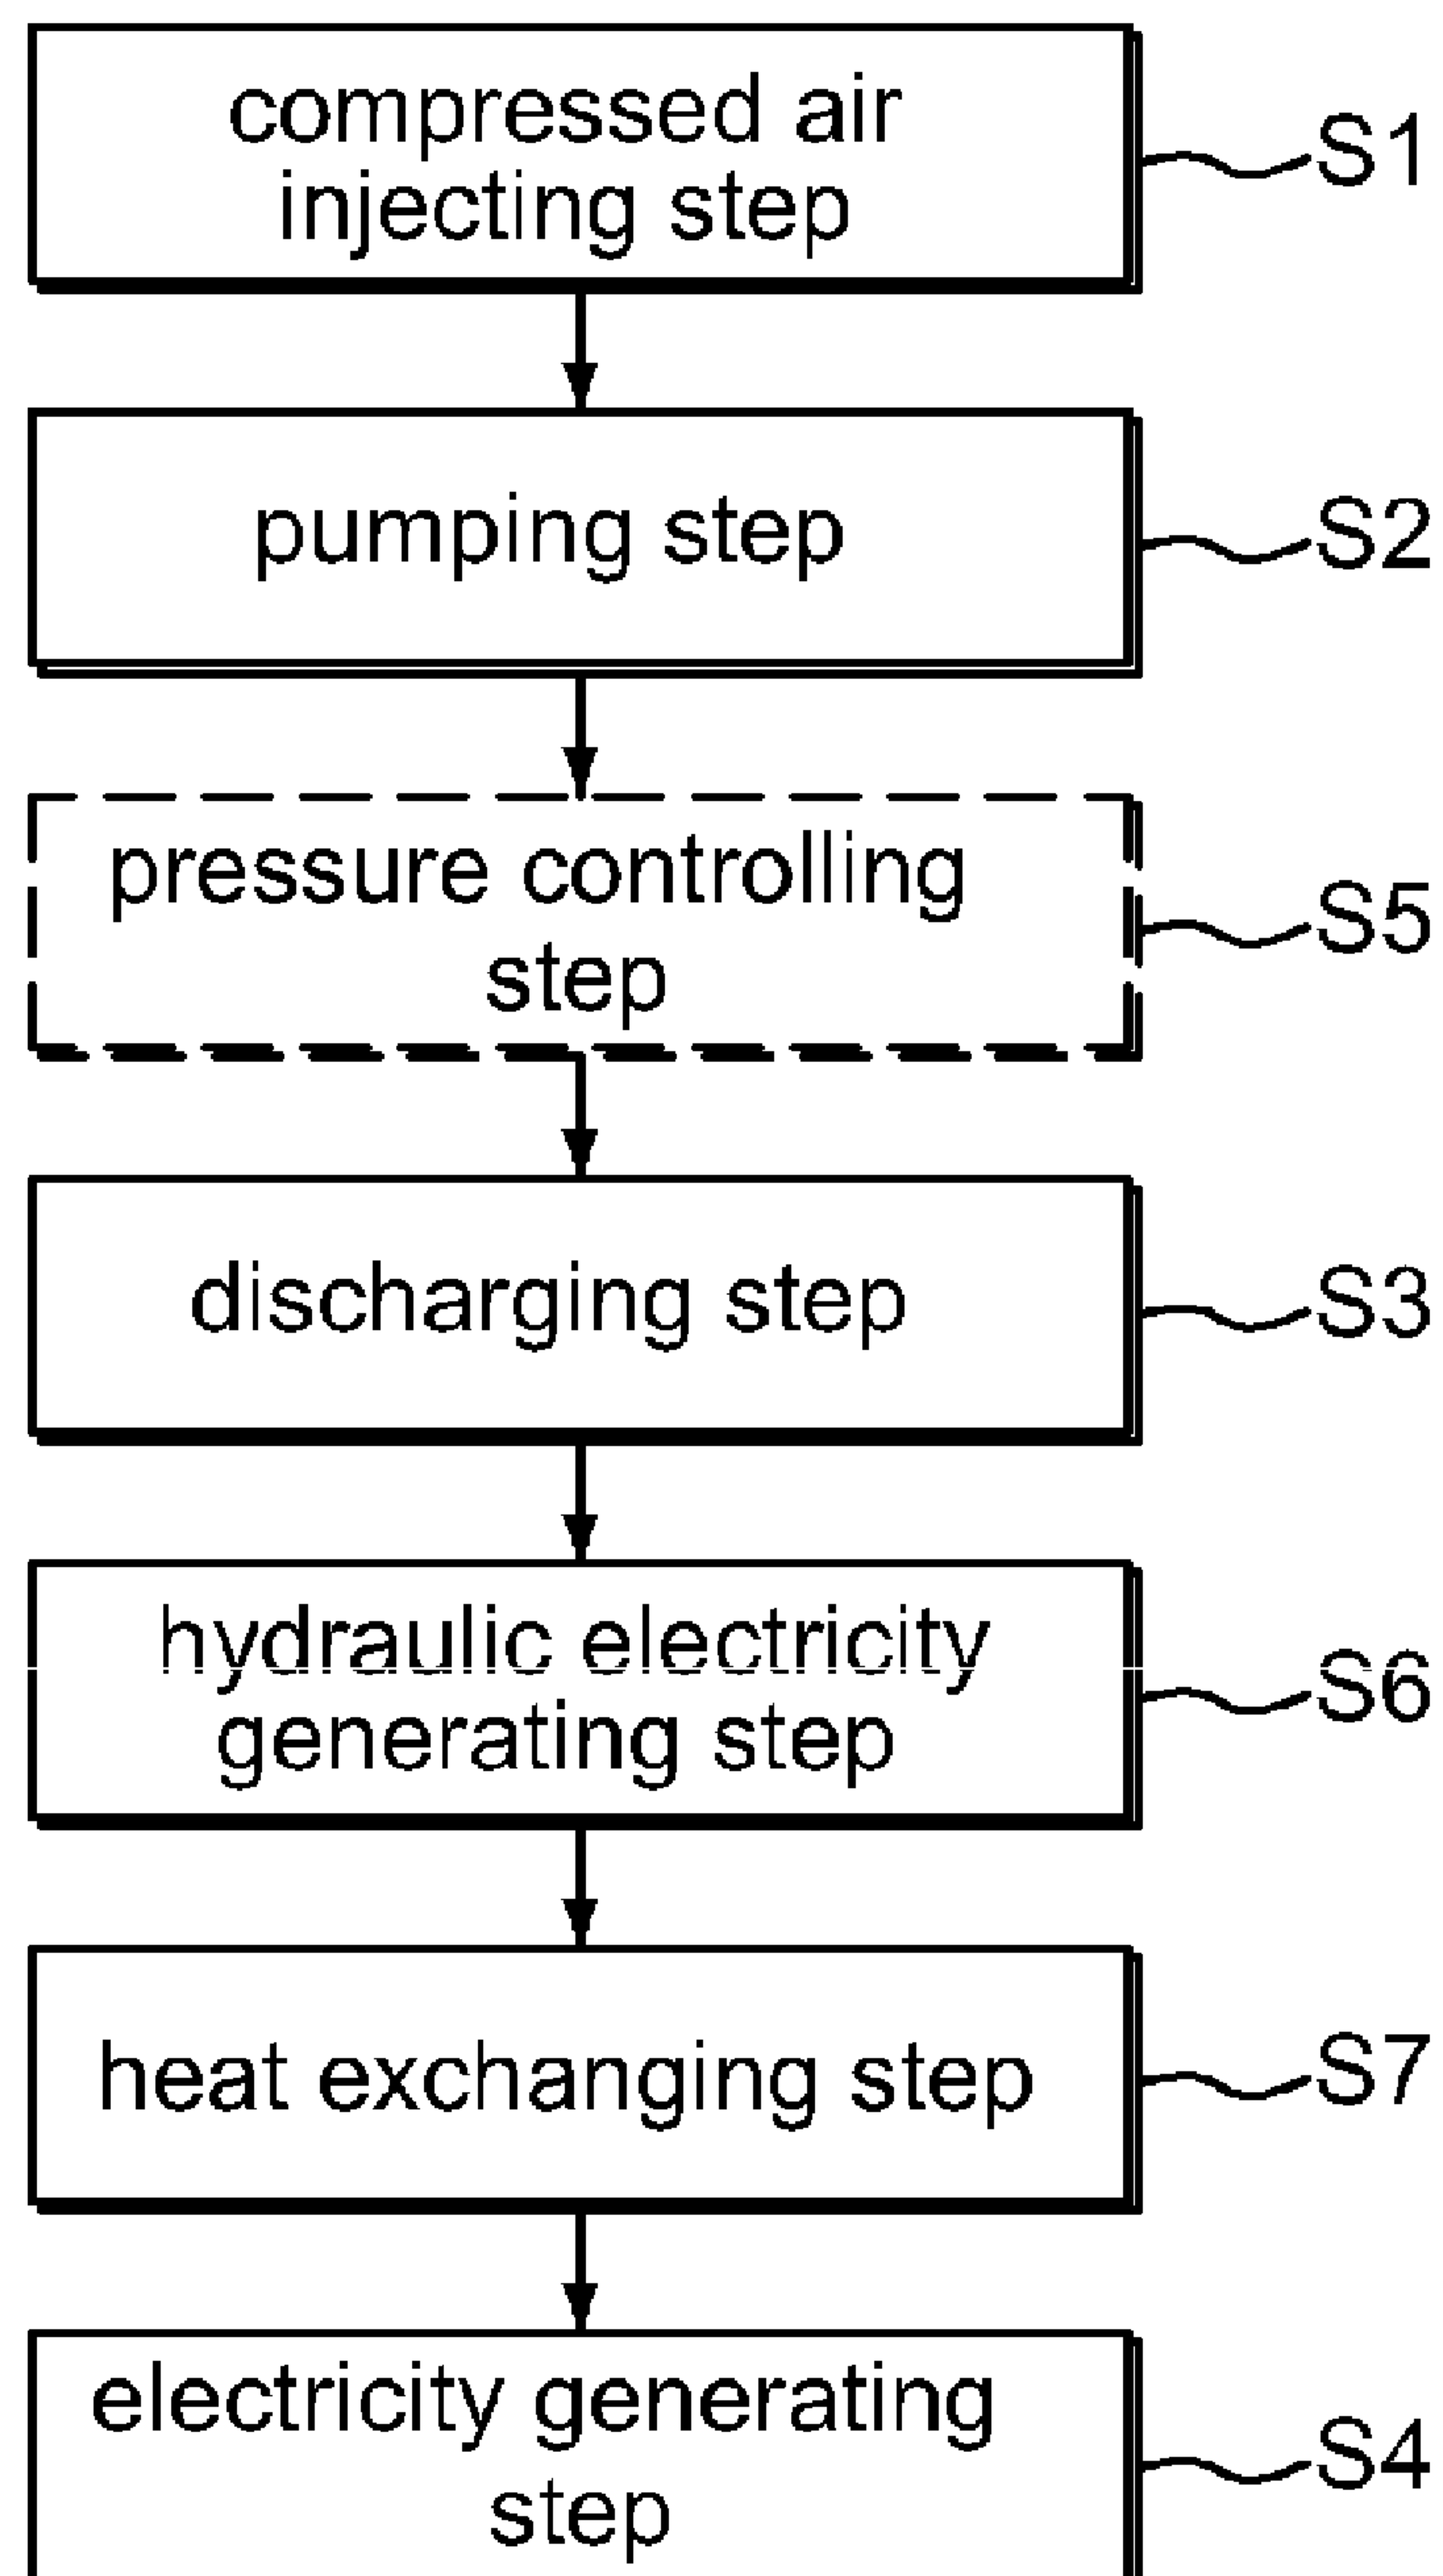 compressed air
injecting step
S1
pumping step
S2
pressure controlling
step
S5
discharging step
S3
hydraulic electricity
generating step
S6
heat exchanging step
S7
electricity generating
step
S4